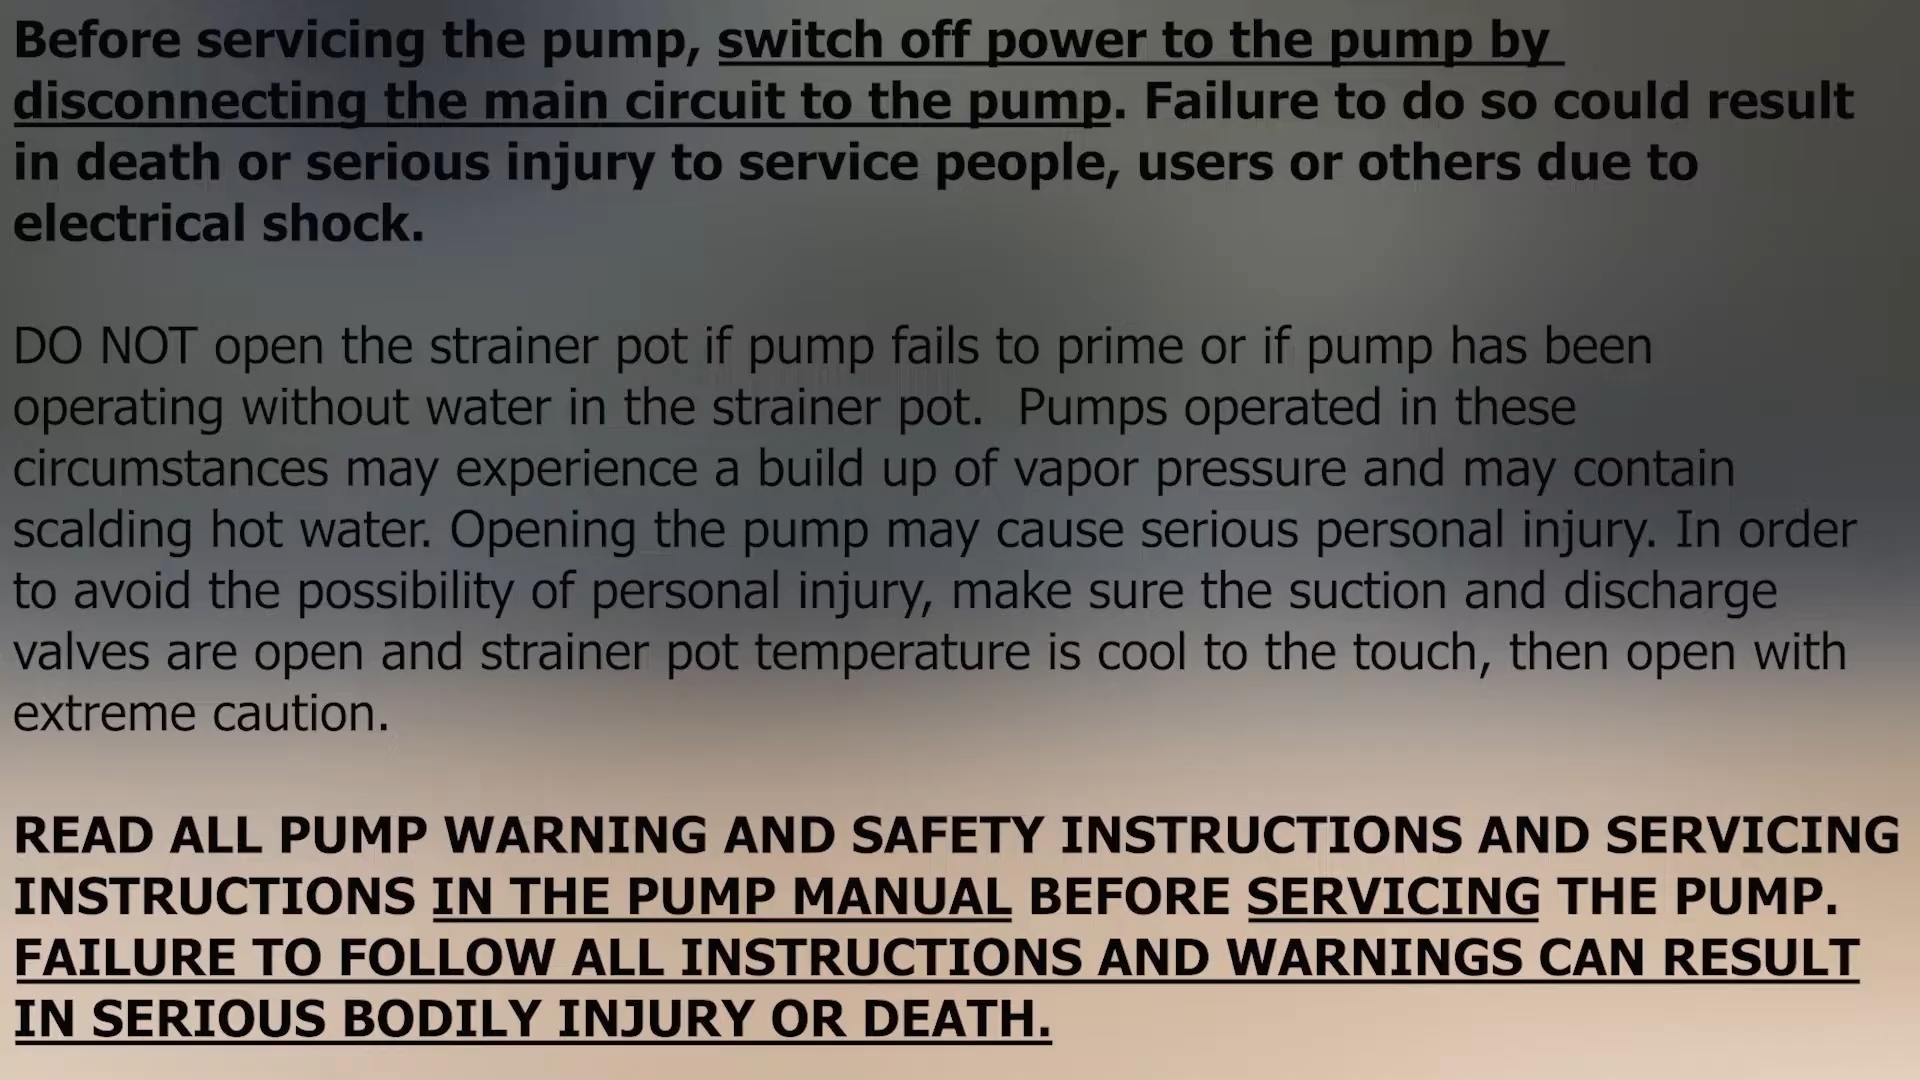 Before servicing the pump, switch off power to the pump by
disconnecting the main circuit to the pump. Failure to do so could result
in death or serious injury to service people, users or others due to
electrical shock.
DO NOT open the strainer pot if pump fails to prime or if pump has been
operating without water in the strainer pot.  Pumps operated in these
circumstances may experience a build up of vapor pressure and may contain
scalding hot water. Opening the pump may cause serious personal injury. In order
to avoid the possibility of personal injury, make sure the suction and discharge
valves are open and strainer pot temperature is cool to the touch, then open with
extreme caution.
READ ALL PUMP WARNING AND SAFETY INSTRUCTIONS AND SERVICING
INSTRUCTIONS IN THE PUMP MANUAL BEFORE SERVICING THE PUMP.
FAILURE TO FOLLOW ALL INSTRUCTIONS AND WARNINGS CAN RESULT
IN SERIOUS BODILY INJURY OR DEATH.